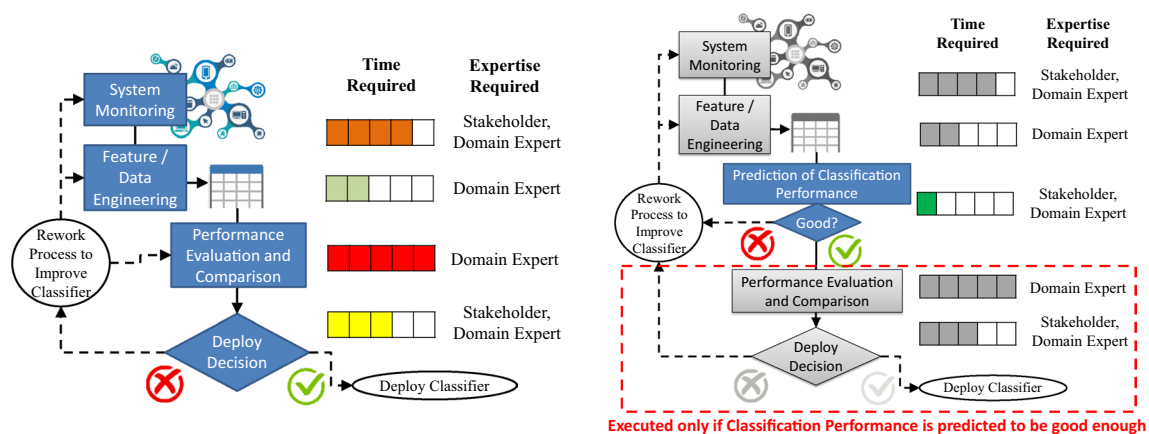 Time
Required
Expertise
Required
System
Monitoring
Stakeholder,
Domain Expert
Feature /
Data
Engineering
Domain Expert
Rework
Process to
Improve
Classifier
Performance
Evaluation and
Comparison
Domain Expert
Deploy
Decision
Stakeholder,
Domain Expert
Deploy Classifier
Time
Required
Expertise
Required
System
Monitoring
Stakeholder,
Domain Expert
Feature /
Data
Engineering
Domain Expert
Prediction of Classification
Performance
Stakeholder,
Domain Expert
Good?
Rework
Process to
Improve
Classifier
Performance Evaluation
and Comparison
Domain Expert
Stakeholder,
Domain Expert
Deploy
Decision
Deploy Classifier
Executed only if Classification Performance is predicted to be good enough